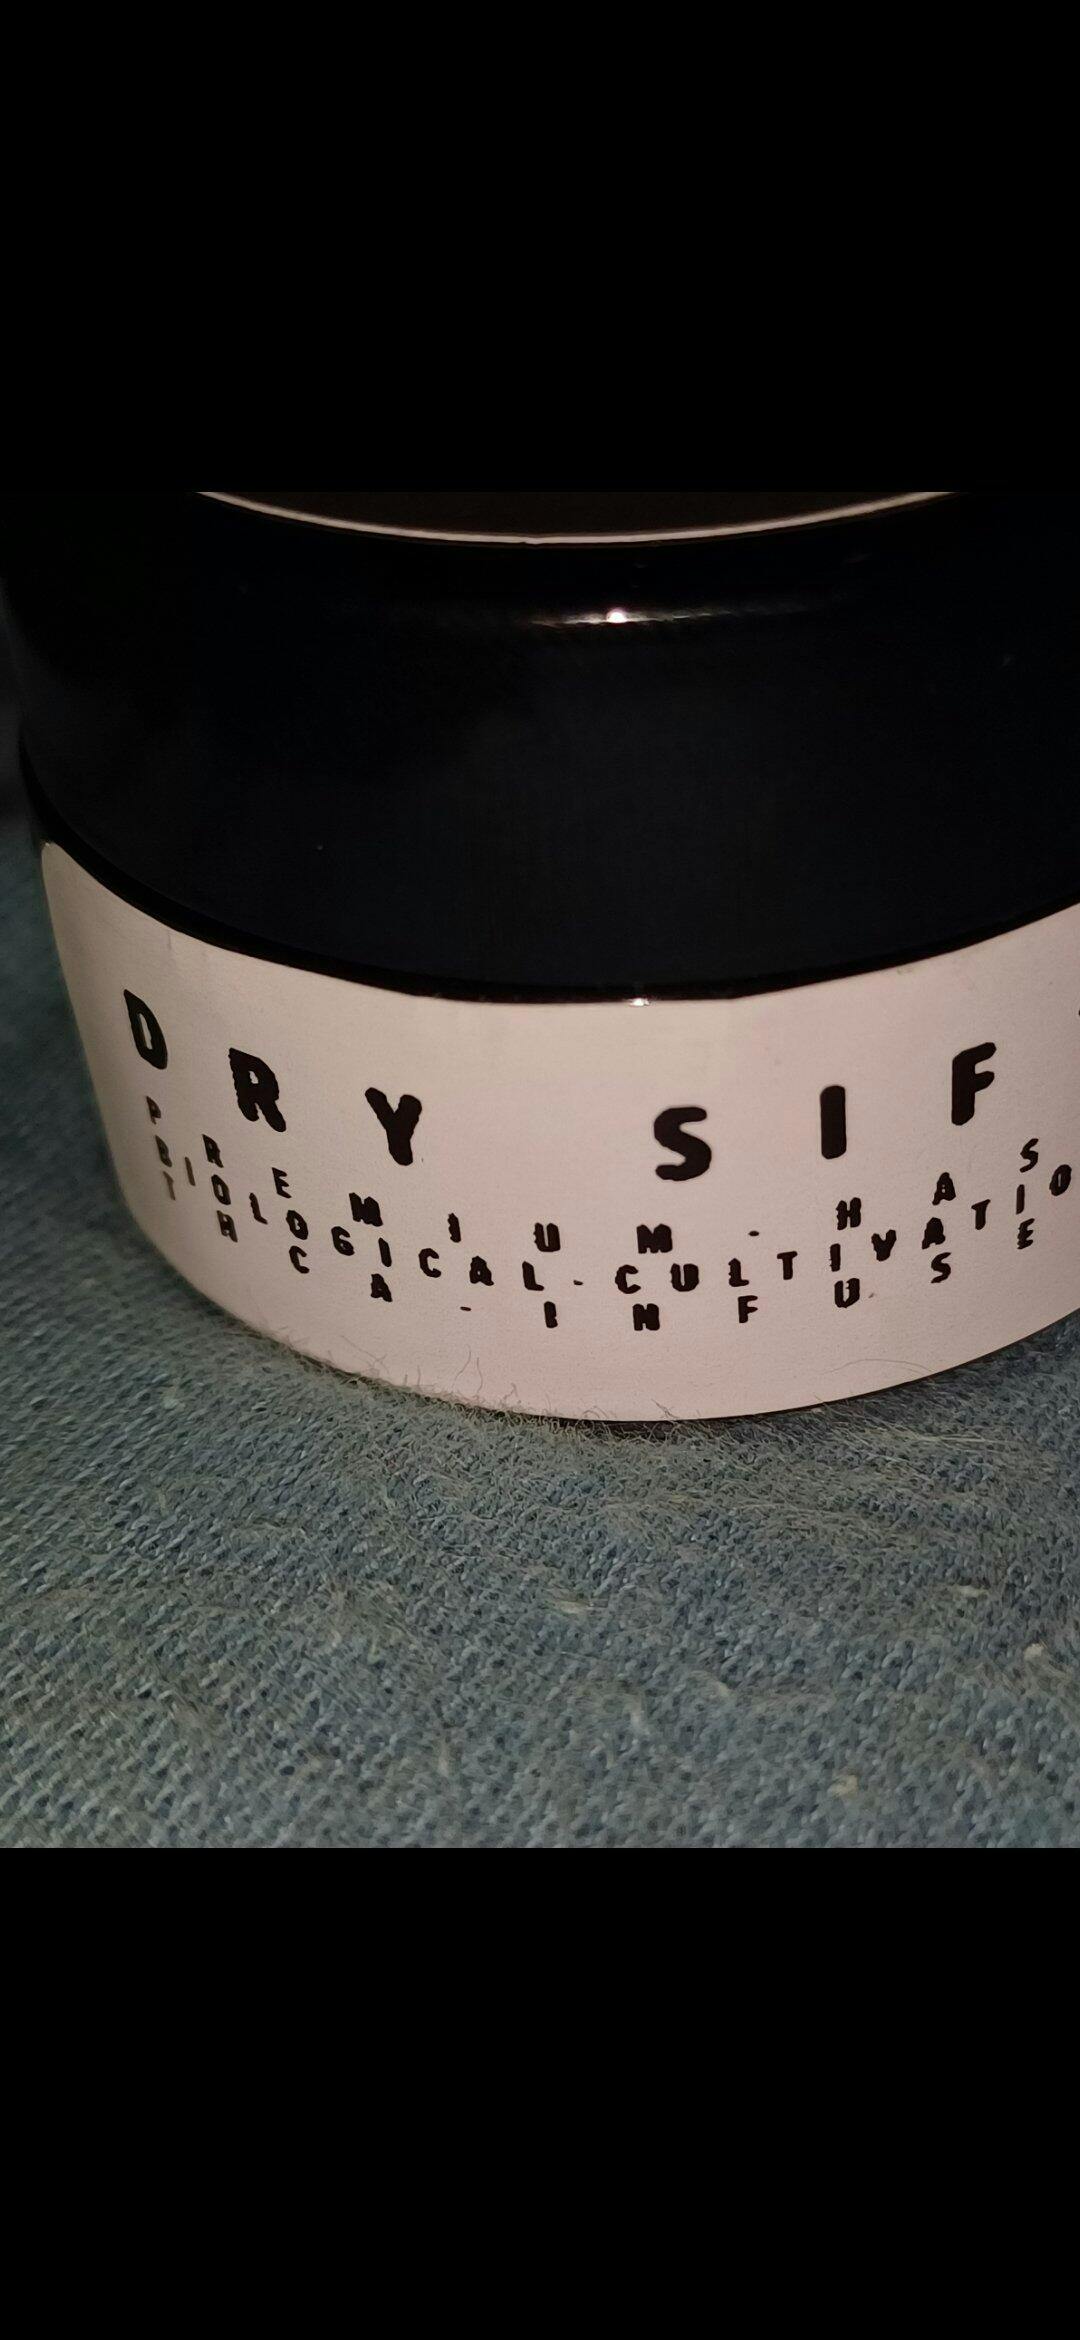 DRY SIF
PREMIUM-HAS
BIOLOGICAL-CULTIVATIO
THCA-INFUSE